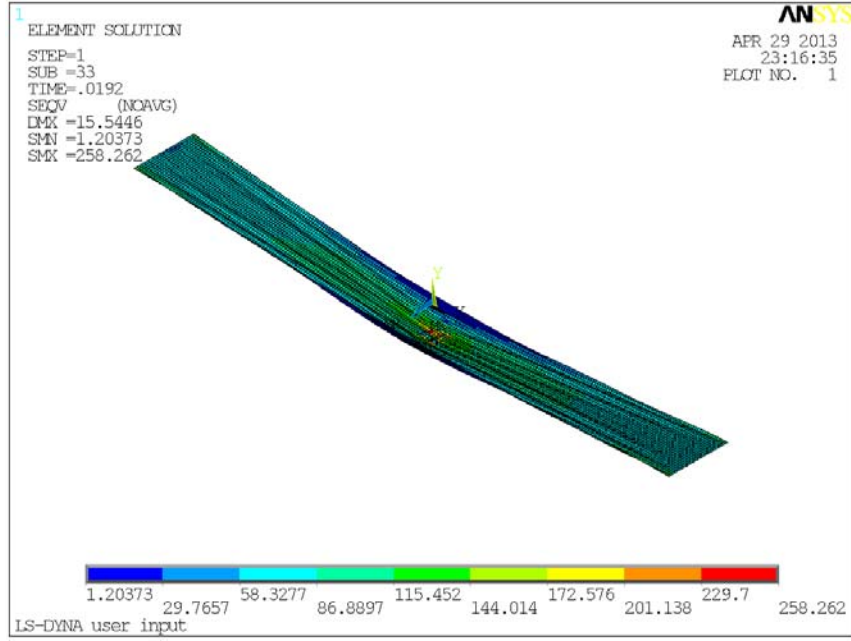 1
ANSYS
ELEMENT SOLUTION
STEP=1
SUB =33
TIME=.0192
SEQV (NOAVG)
DMX =15.5446
SMN =1.20373
SMX =258.262
APR 29 2013
23:16:35
PLOT NO. 1
Y
1.20373 58.3277 115.452 172.576 229.7
29.7657 86.8897 144.014 201.138 258.262
LS-DYNA user input